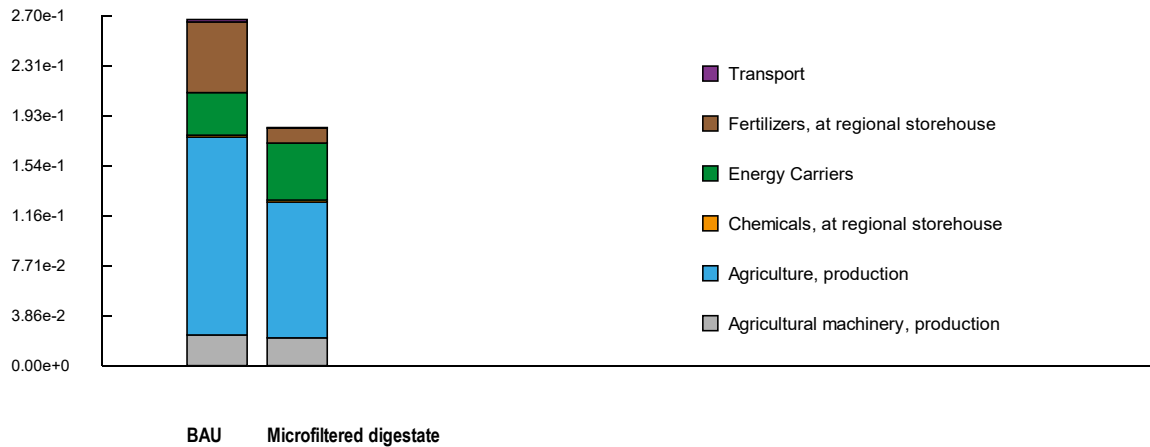 2.70e-1
2.31e-1
1.93e-1
1.54e-1
1.16e-1
7.71e-2
3.86e-2
0.00e+0
Transport
Fertilizers, at regional storehouse
Energy Carriers
Chemicals, at regional storehouse
Agriculture, production
Agricultural machinery, production
BAU Microfiltered digestate